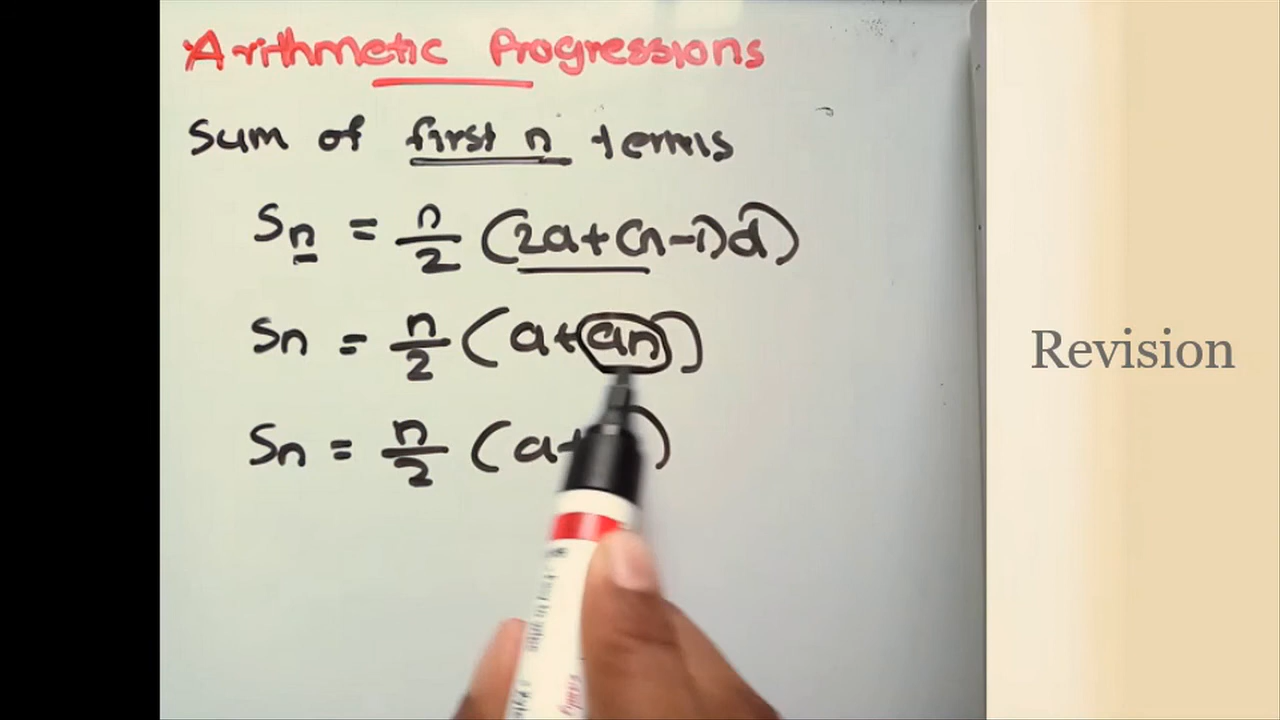 Arithmetic Progressions
Sum of first n terms
Sn = n/2 (2a+(n-1)d)
Sn = n/2 (a+an)
Sn = n/2 (a+ )
Revision